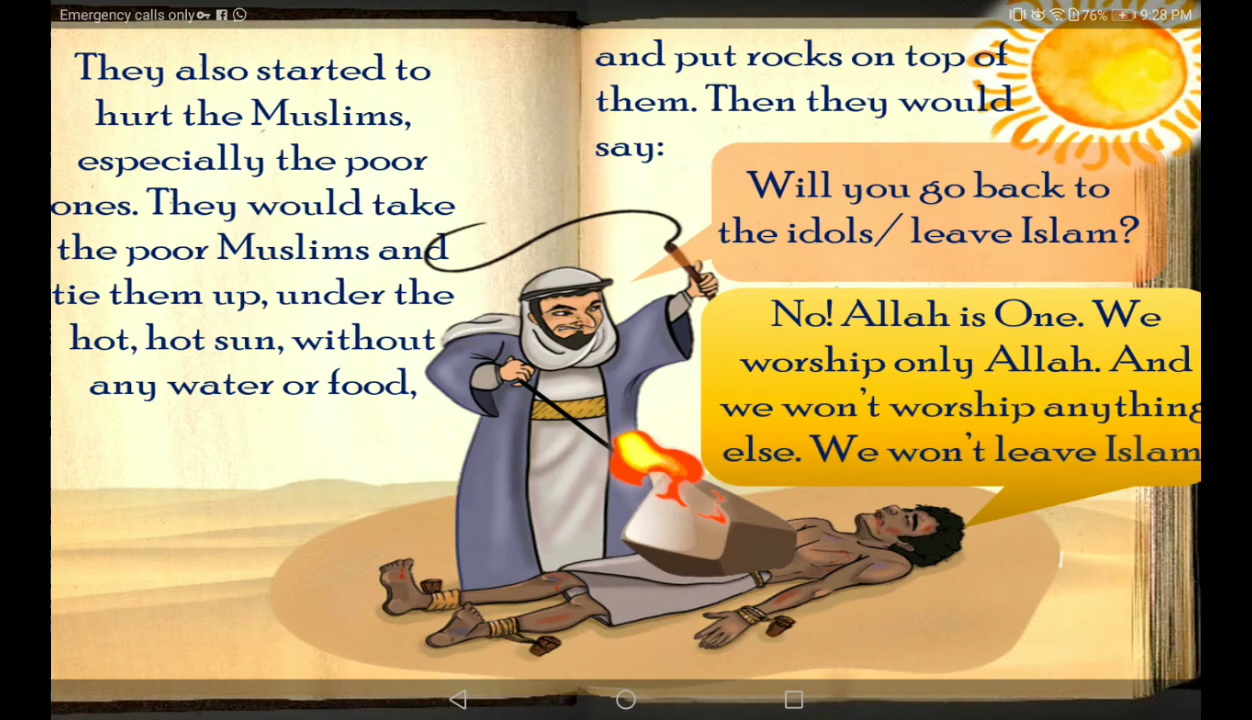 Emergency calls only
76% 9:28 PM
They also started to
hurt the Muslims,
especially the poor
ones. They would take
the poor Muslims and
tie them up, under the
hot, hot sun, without
any water or food,
and put rocks on top of
them. Then they would
say:
Will you go back to
the idols/ leave Islam?
No! Allah is One. We
worship only Allah. And
we won't worship anything
else. We won't leave Islam